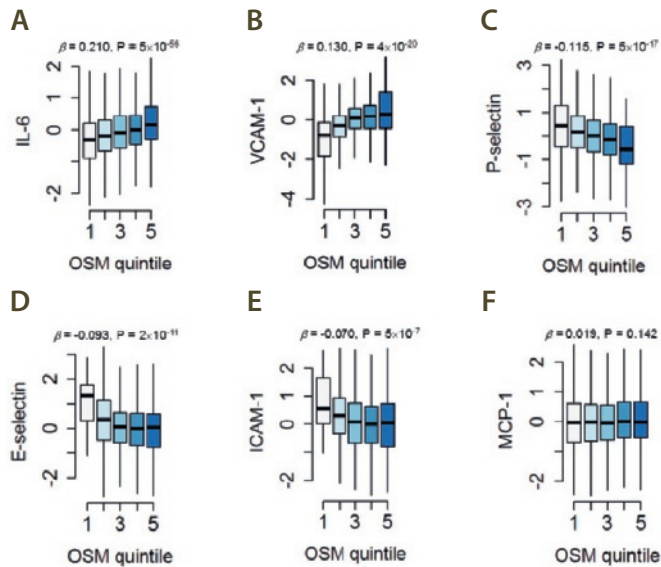 A
β = 0.210, P = 5×10⁻⁵⁶
IL-6
2
0
-2
1 3 5
OSM quintile
B
β = 0.130, P = 4×10⁻²⁰
VCAM-1
2
0
-2
-4
1 3 5
OSM quintile
C
β = -0.115, P = 5×10⁻¹⁷
P-selectin
3
1
-1
-3
1 3 5
OSM quintile
D
β = -0.093, P = 2×10⁻¹¹
E-selectin
2
0
-2
1 3 5
OSM quintile
E
β = -0.070, P = 5×10⁻⁷
ICAM-1
2
0
-2
1 3 5
OSM quintile
F
β = 0.019, P = 0.142
MCP-1
2
0
-2
1 3 5
OSM quintile